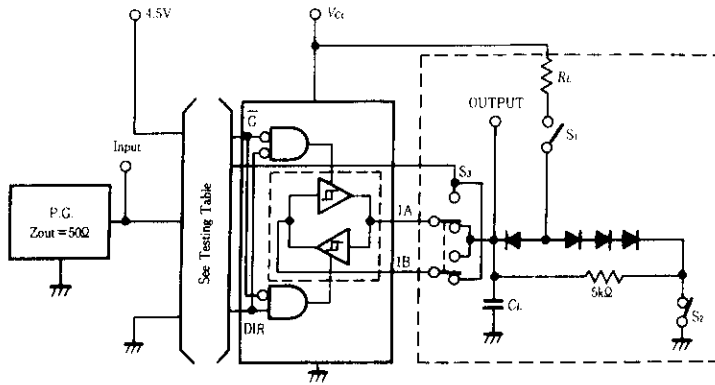 4.5V
Vcc
RL
OUTPUT
G
Input
S1
S3
P.G.
Zout=50Ω
See Testing Table
1A
1B
5kΩ
CL
S2
DIR